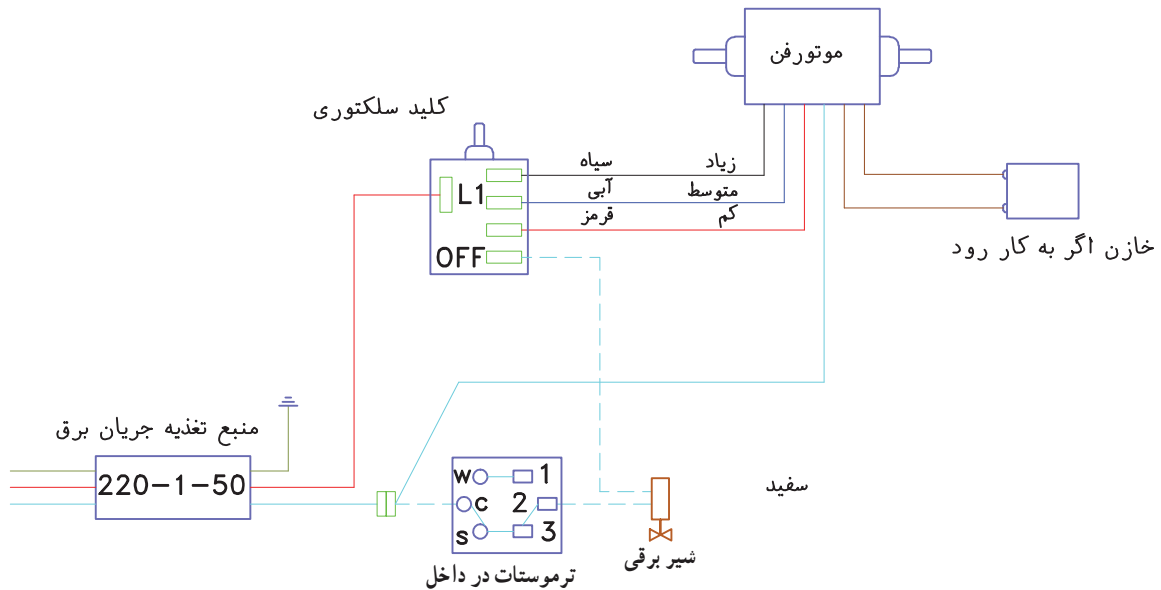 موتورفن
کلید سلکتوری
سیاه زیاد
L1
آبی متوسط
قرمز کم
OFF
خازن اگر به کار رود
منبع تغذیه جریان برق
220-1-50
w 1
c 2
s 3
سفید
شیر برقی
ترموستات در داخل